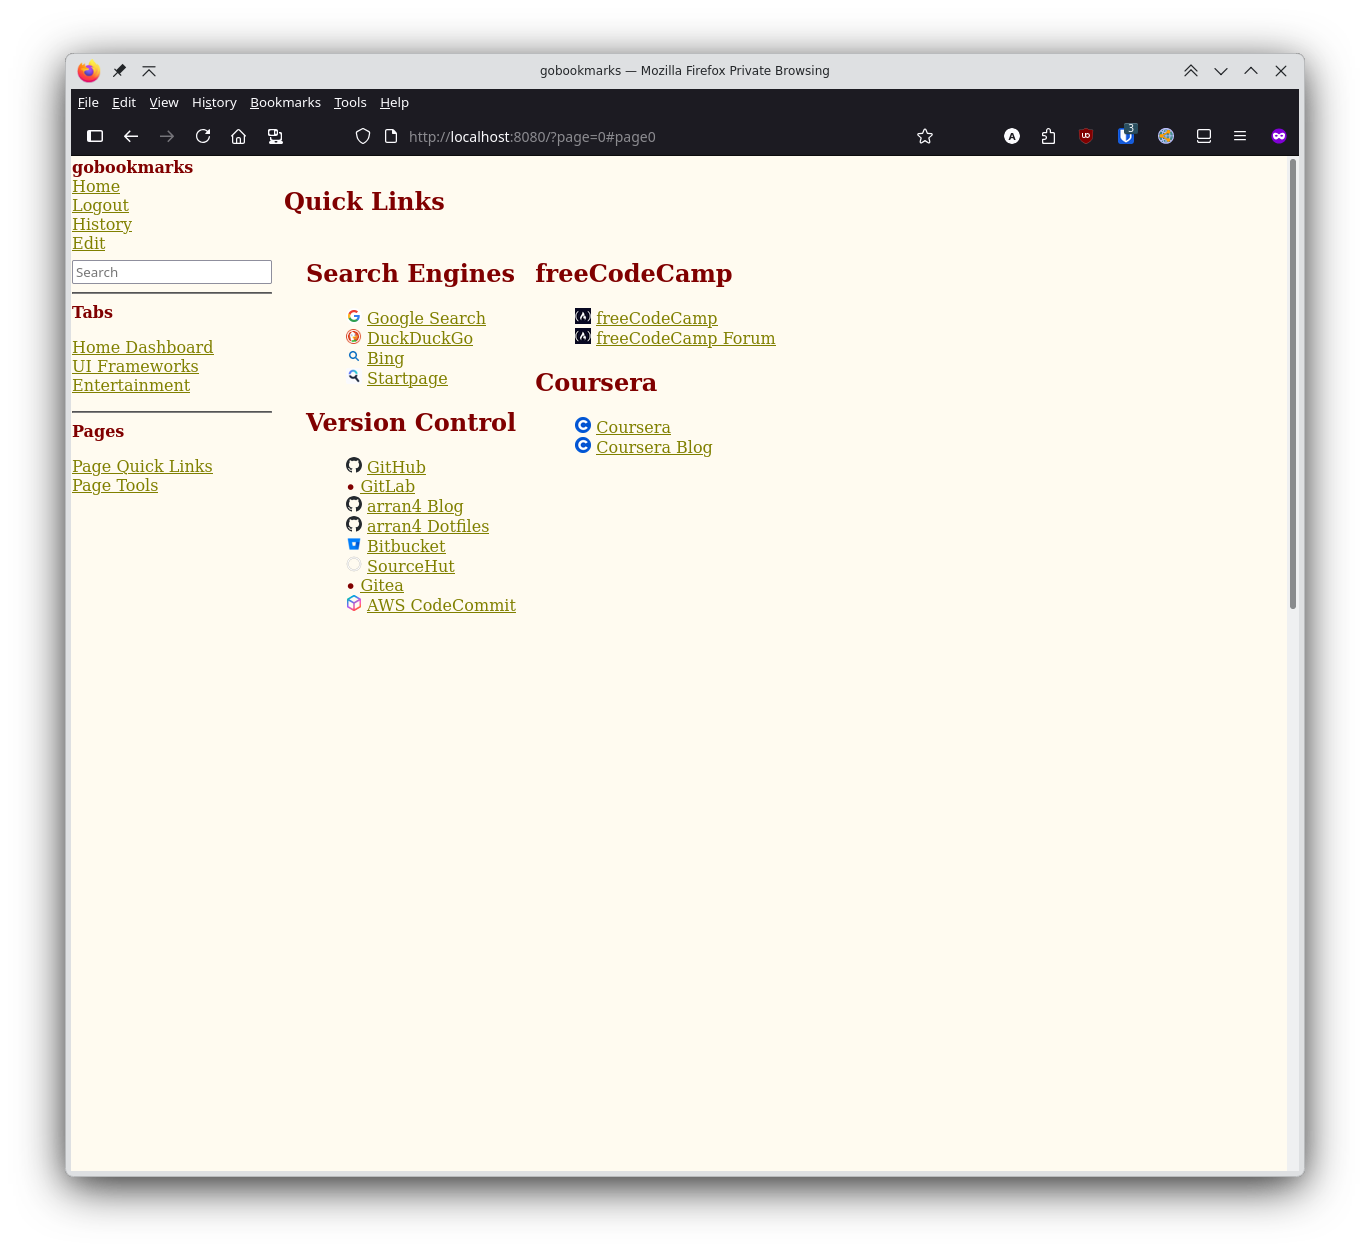 gobookmarks — Mozilla Firefox Private Browsing
File Edit View History Bookmarks Tools Help
http://localhost:8080/?page=0#page0
A
UD
3
gobookmarks
Home
Logout
History
Edit
Search
Tabs
Home Dashboard
UI Frameworks
Entertainment
Pages
Page Quick Links
Page Tools
Quick Links
Search Engines
Google Search
DuckDuckGo
Bing
Startpage
Version Control
GitHub
GitLab
arran4 Blog
arran4 Dotfiles
Bitbucket
SourceHut
Gitea
AWS CodeCommit
freeCodeCamp
freeCodeCamp
freeCodeCamp Forum
Coursera
Coursera
Coursera Blog